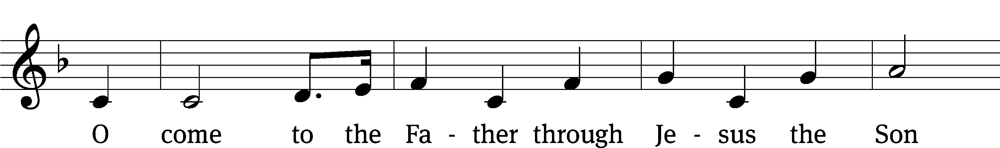 O come to the Fa - ther through Je - sus the Son